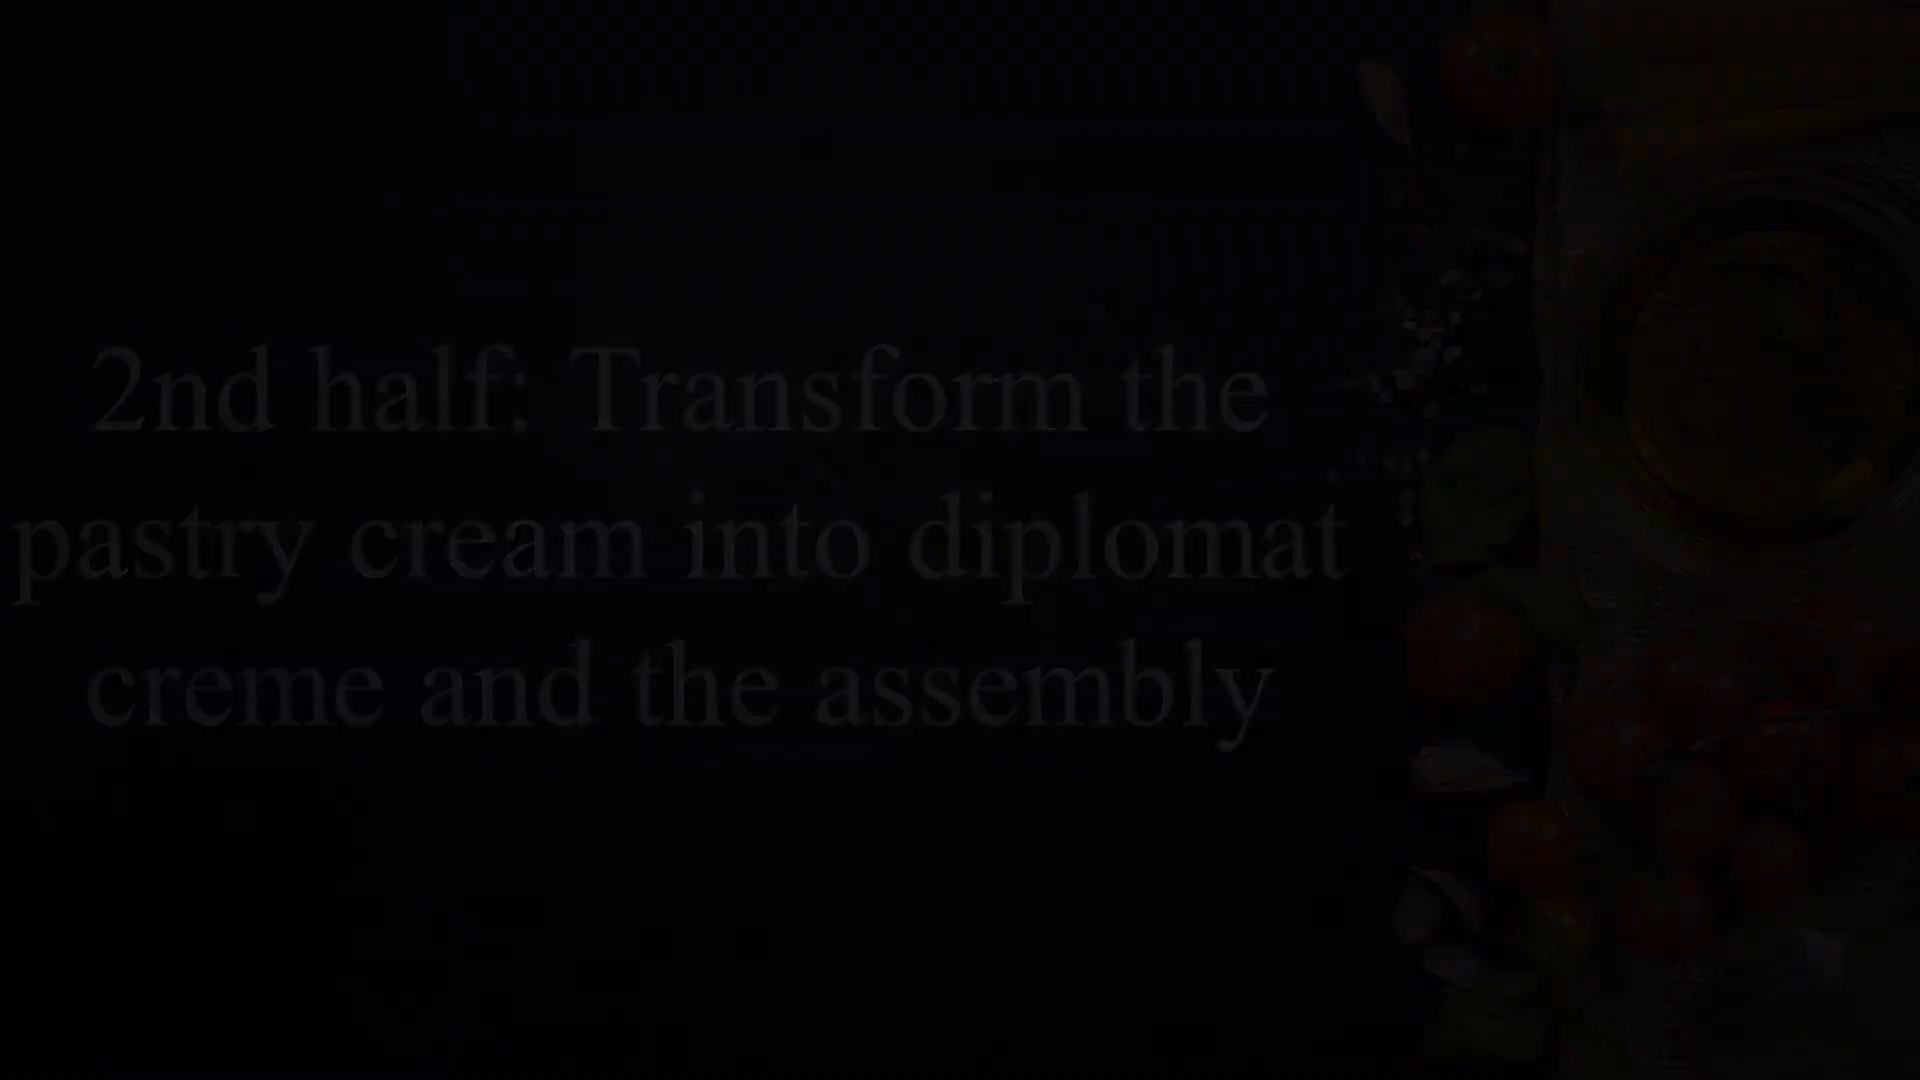 2nd half: Transform the
pastry cream into diplomat
creme and the assembly